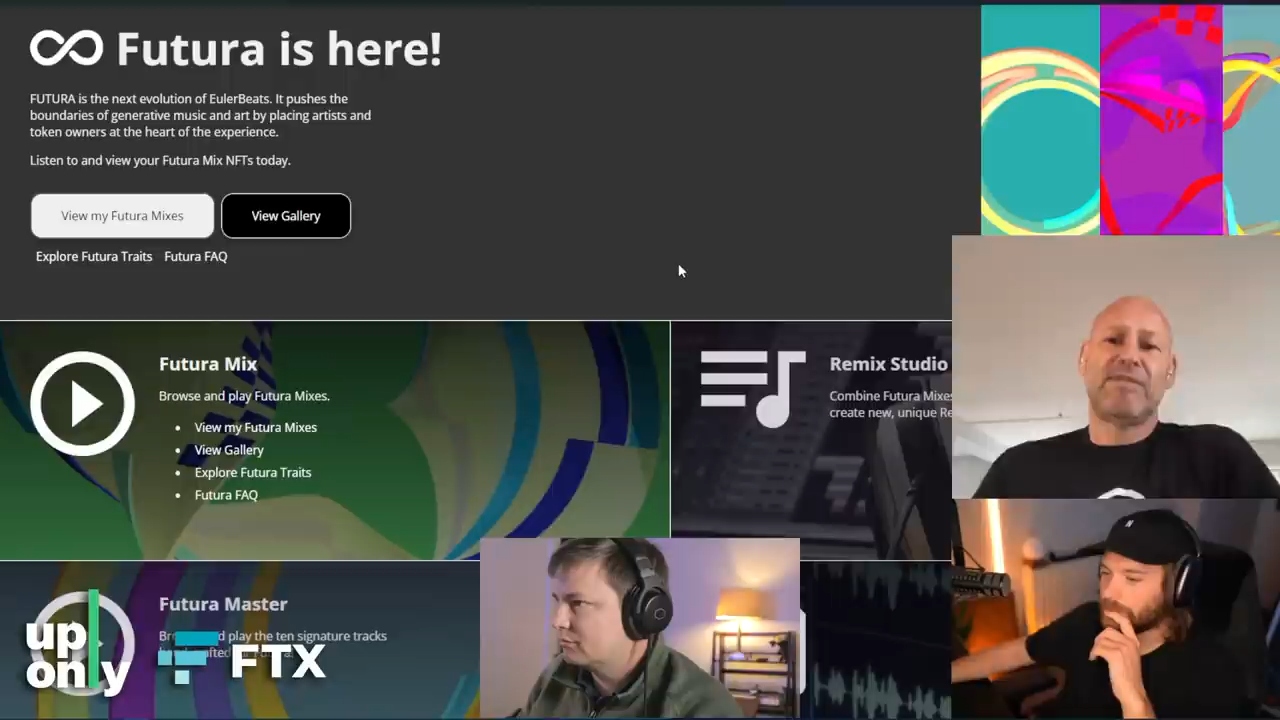 Futura is here!
FUTURA is the next evolution of EulerBeats. It pushes the
boundaries of generative music and art by placing artists and
token owners at the heart of the experience.
Listen to and view your Futura Mix NFTs today.
View my Futura Mixes
View Gallery
Explore Futura Traits
Futura FAQ
Futura Mix
Browse and play Futura Mixes.
View my Futura Mixes
View Gallery
Explore Futura Traits
Futura FAQ
Remix Studio
Combine Futura Mixes
create new, unique Re
Futura Master
play the ten signature tracks
up
only
FTX
N